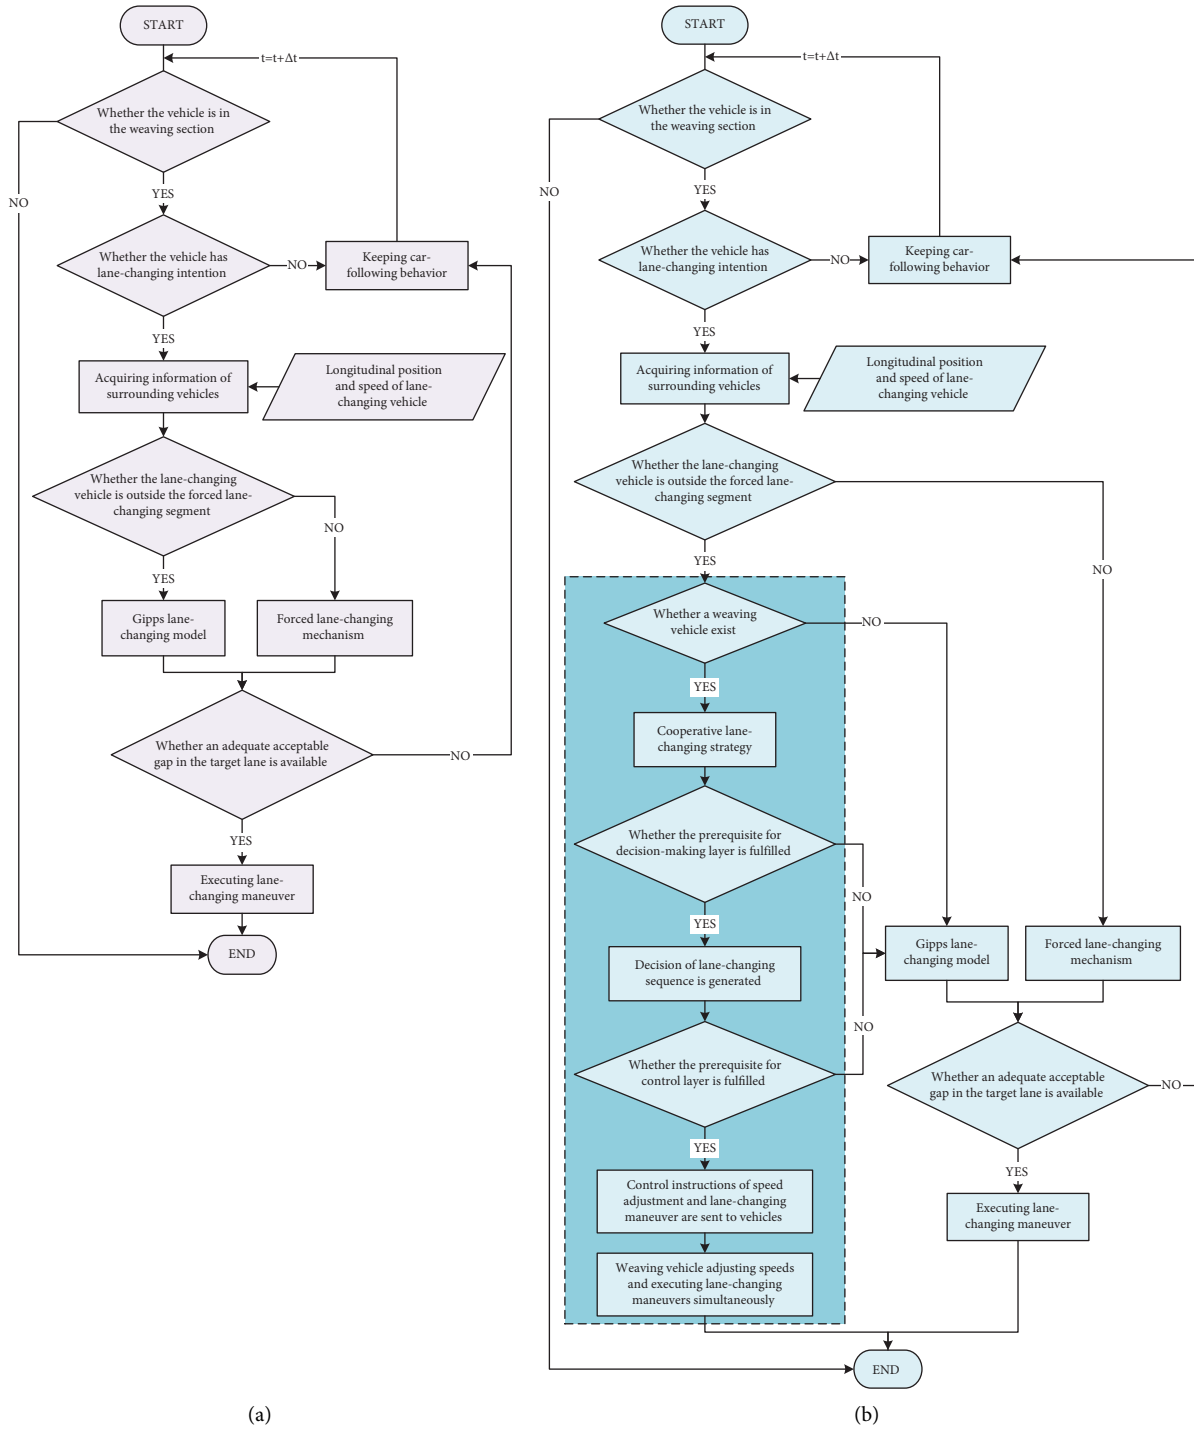 START
t=t+Δt
Whether the vehicle is in
the weaving section
NO
YES
Whether the vehicle has
lane-changing intention
NO
Keeping car-
following behavior
YES
Acquiring information of
surrounding vehicles
Longitudinal position
and speed of lane-
changing vehicle
Whether the lane-changing
vehicle is outside the forced lane-
changing segment
NO
YES
Gipps lane-
changing model
Forced lane-changing
mechanism
Whether an adequate acceptable
gap in the target lane is available
NO
YES
Executing lane-
changing maneuver
END
(a)
START
t=t+Δt
Whether the vehicle is in
the weaving section
NO
YES
Whether the vehicle has
lane-changing intention
NO
Keeping car-
following behavior
YES
Acquiring information of
surrounding vehicles
Longitudinal position
and speed of lane-
changing vehicle
Whether the lane-changing
vehicle is outside the forced lane-
changing segment
YES
NO
Whether a weaving
vehicle exist
NO
YES
Cooperative lane-
changing strategy
Whether the prerequisite for
decision-making layer is fulfilled
NO
YES
Decision of lane-changing
sequence is generated
Gipps lane-
changing model
Forced lane-changing
mechanism
NO
Whether the prerequisite for
control layer is fulfilled
Whether an adequate acceptable
gap in the target lane is available
NO
YES
YES
Control instructions of speed
adjustment and lane-changing
maneuver are sent to vehicles
Executing lane-
changing maneuver
Weaving vehicle adjusting speeds
and executing lane-changing
maneuvers simultaneously
END
(b)